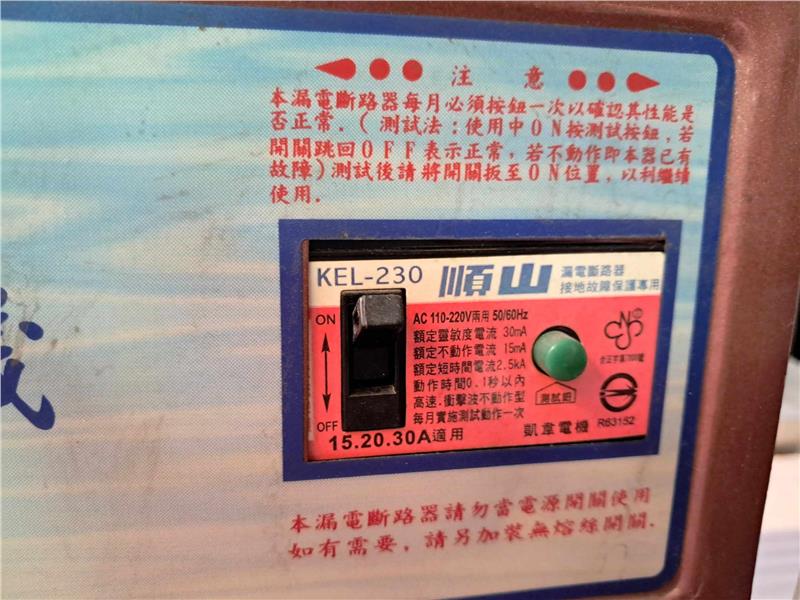 注 意
本漏電斷路器每月必須按鈕一次以確認其性能是
否正常.(測試法:使用中ON按測試按鈕,若
開關跳回OFF表示正常,若不動作即本器已有
故障)測試後請將開關扳至ON位置,以利繼續
使用.
KEL-230 順山 漏電斷路器
接地故障保護專用
ON
OFF
AC 110-220V兩用 50/60Hz
額定靈敏度電流 30mA
額定不動作電流 15mA
額定短時間電流 2.5kA
動作時間0.1秒以內
高速.衝擊波不動作型
每月實施測試動作一次
測試鈕
15.20.30A適用
凱韋電機 R63152
本漏電斷路器請勿當電源開關使用
如有需要,請另加裝無熔絲開關.